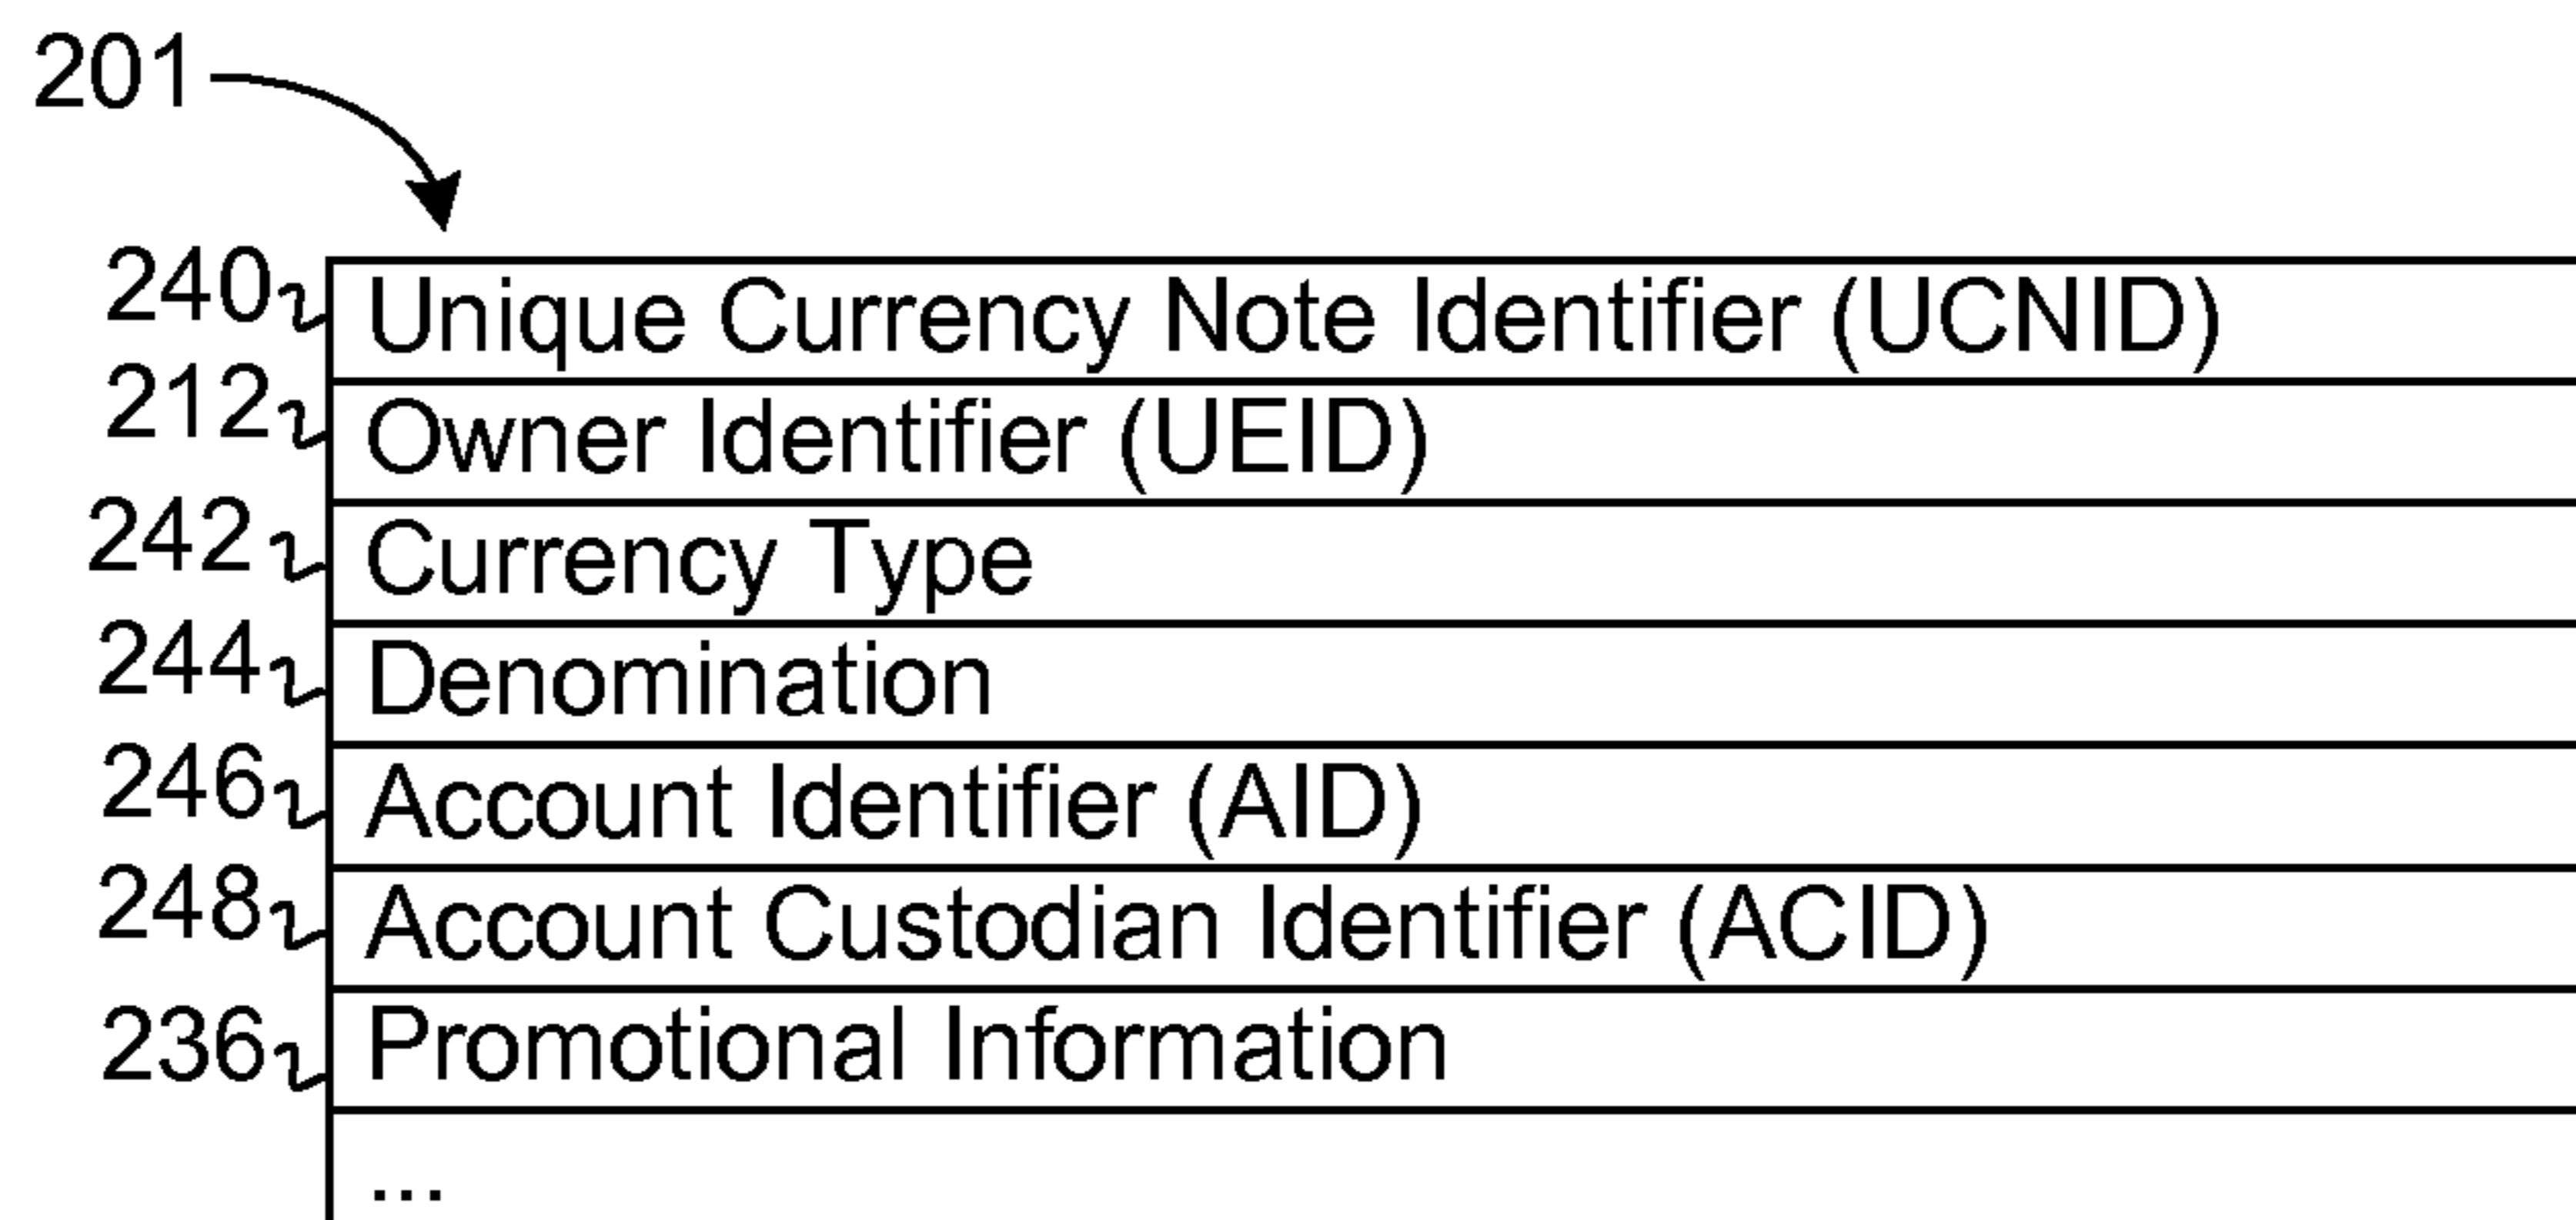 201
240 Unique Currency Note Identifier (UCNID)
212 Owner Identifier (UEID)
242 Currency Type
244 Denomination
246 Account Identifier (AID)
248 Account Custodian Identifier (ACID)
236 Promotional Information
...